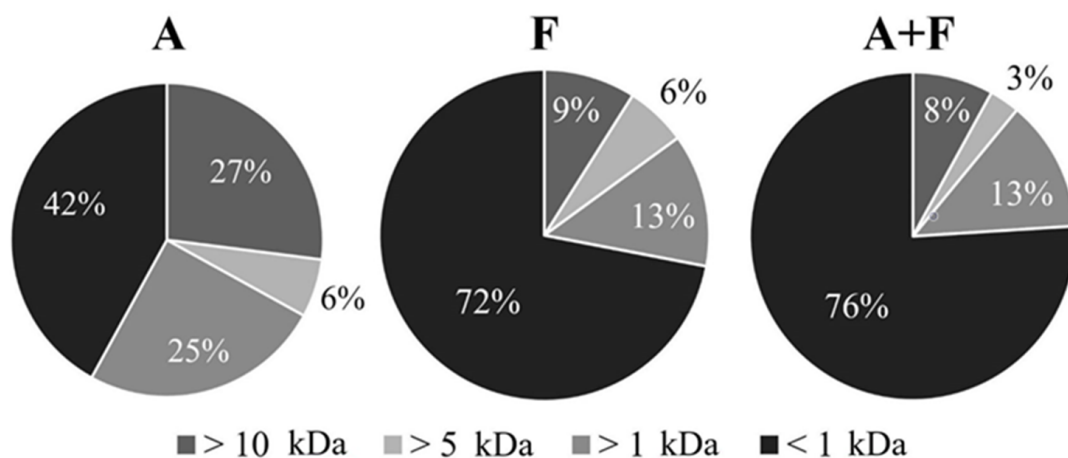 A
F
A+F
27%
6%
25%
42%
9%
6%
13%
72%
8%
3%
13%
76%
> 10 kDa
> 5 kDa
> 1 kDa
< 1 kDa